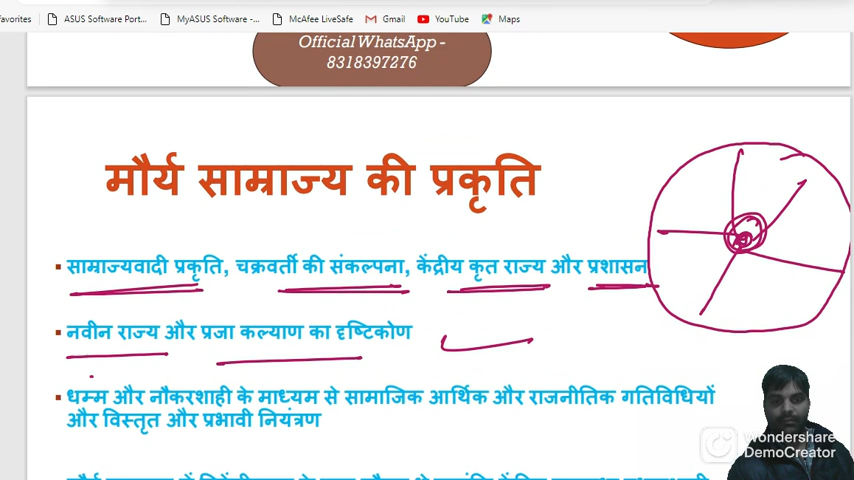 avorites ASUS Software Port... MyASUS Software -... McAfee LiveSafe Gmail YouTube Maps
Official WhatsApp -
8318397276
मौर्य साम्राज्य की प्रकृति
▪ साम्राज्यवादी प्रकृति, चक्रवर्ती की संकल्पना, केंद्रीय कृत राज्य और प्रशासन
▪ नवीन राज्य और प्रजा कल्याण का दृष्टिकोण
▪ धम्म और नौकरशाही के माध्यम से सामाजिक आर्थिक और राजनीतिक गतिविधियों
और विस्तृत और प्रभावी नियंत्रण
Wondershare
DemoCreator